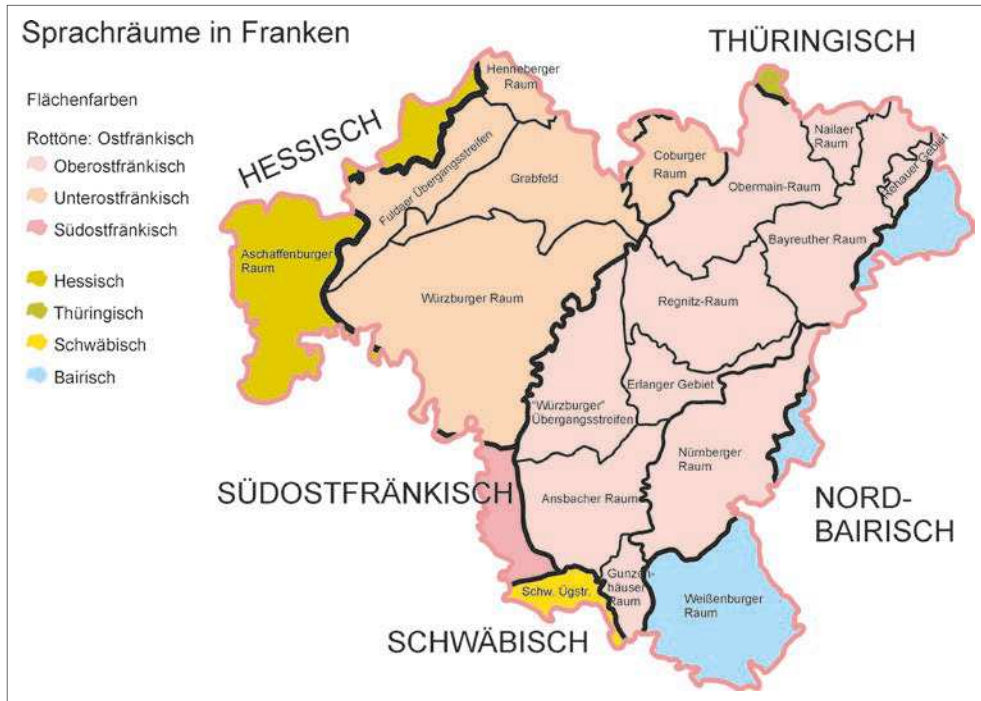 Sprachräume in Franken
THÜRINGISCH
Flächenfarben
Rottöne: Ostfränkisch
Oberostfränkisch
Unterostfränkisch
Südostfränkisch
Hessisch
Thüringisch
Schwäbisch
Bairisch
HESSISCH
Henneberger
Raum
Fuldaer Übergangsstreifen
Grabfeld
Coburger
Raum
Nailaer
Raum
Rehauer Gebiet
Obermain-Raum
Bayreuther Raum
Aschaffenburger
Raum
Würzburger Raum
Regnitz-Raum
Erlanger Gebiet
"Würzburger"
Übergangsstreifen
Nürnberger
Raum
SÜDOSTFRÄNKISCH
Ansbacher Raum
NORD-
BAIRISCH
Gunzen-
häuser
Raum
Schw. Ügstr.
Weißenburger
Raum
SCHWÄBISCH